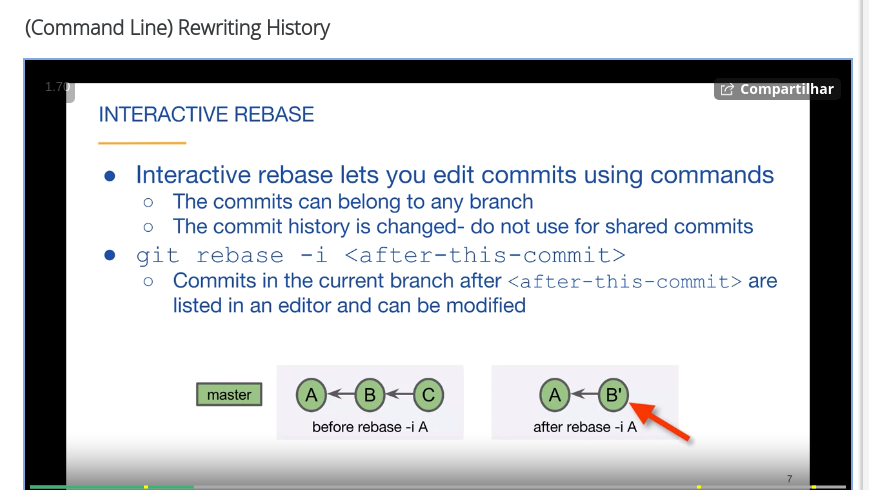 (Command Line) Rewriting History
1.70
Compartilhar
INTERACTIVE REBASE
● Interactive rebase lets you edit commits using commands
○ The commits can belong to any branch
○ The commit history is changed- do not use for shared commits
● git rebase -i <after-this-commit>
○ Commits in the current branch after <after-this-commit> are
listed in an editor and can be modified
master A B C A B'
before rebase -i A after rebase -i A
7